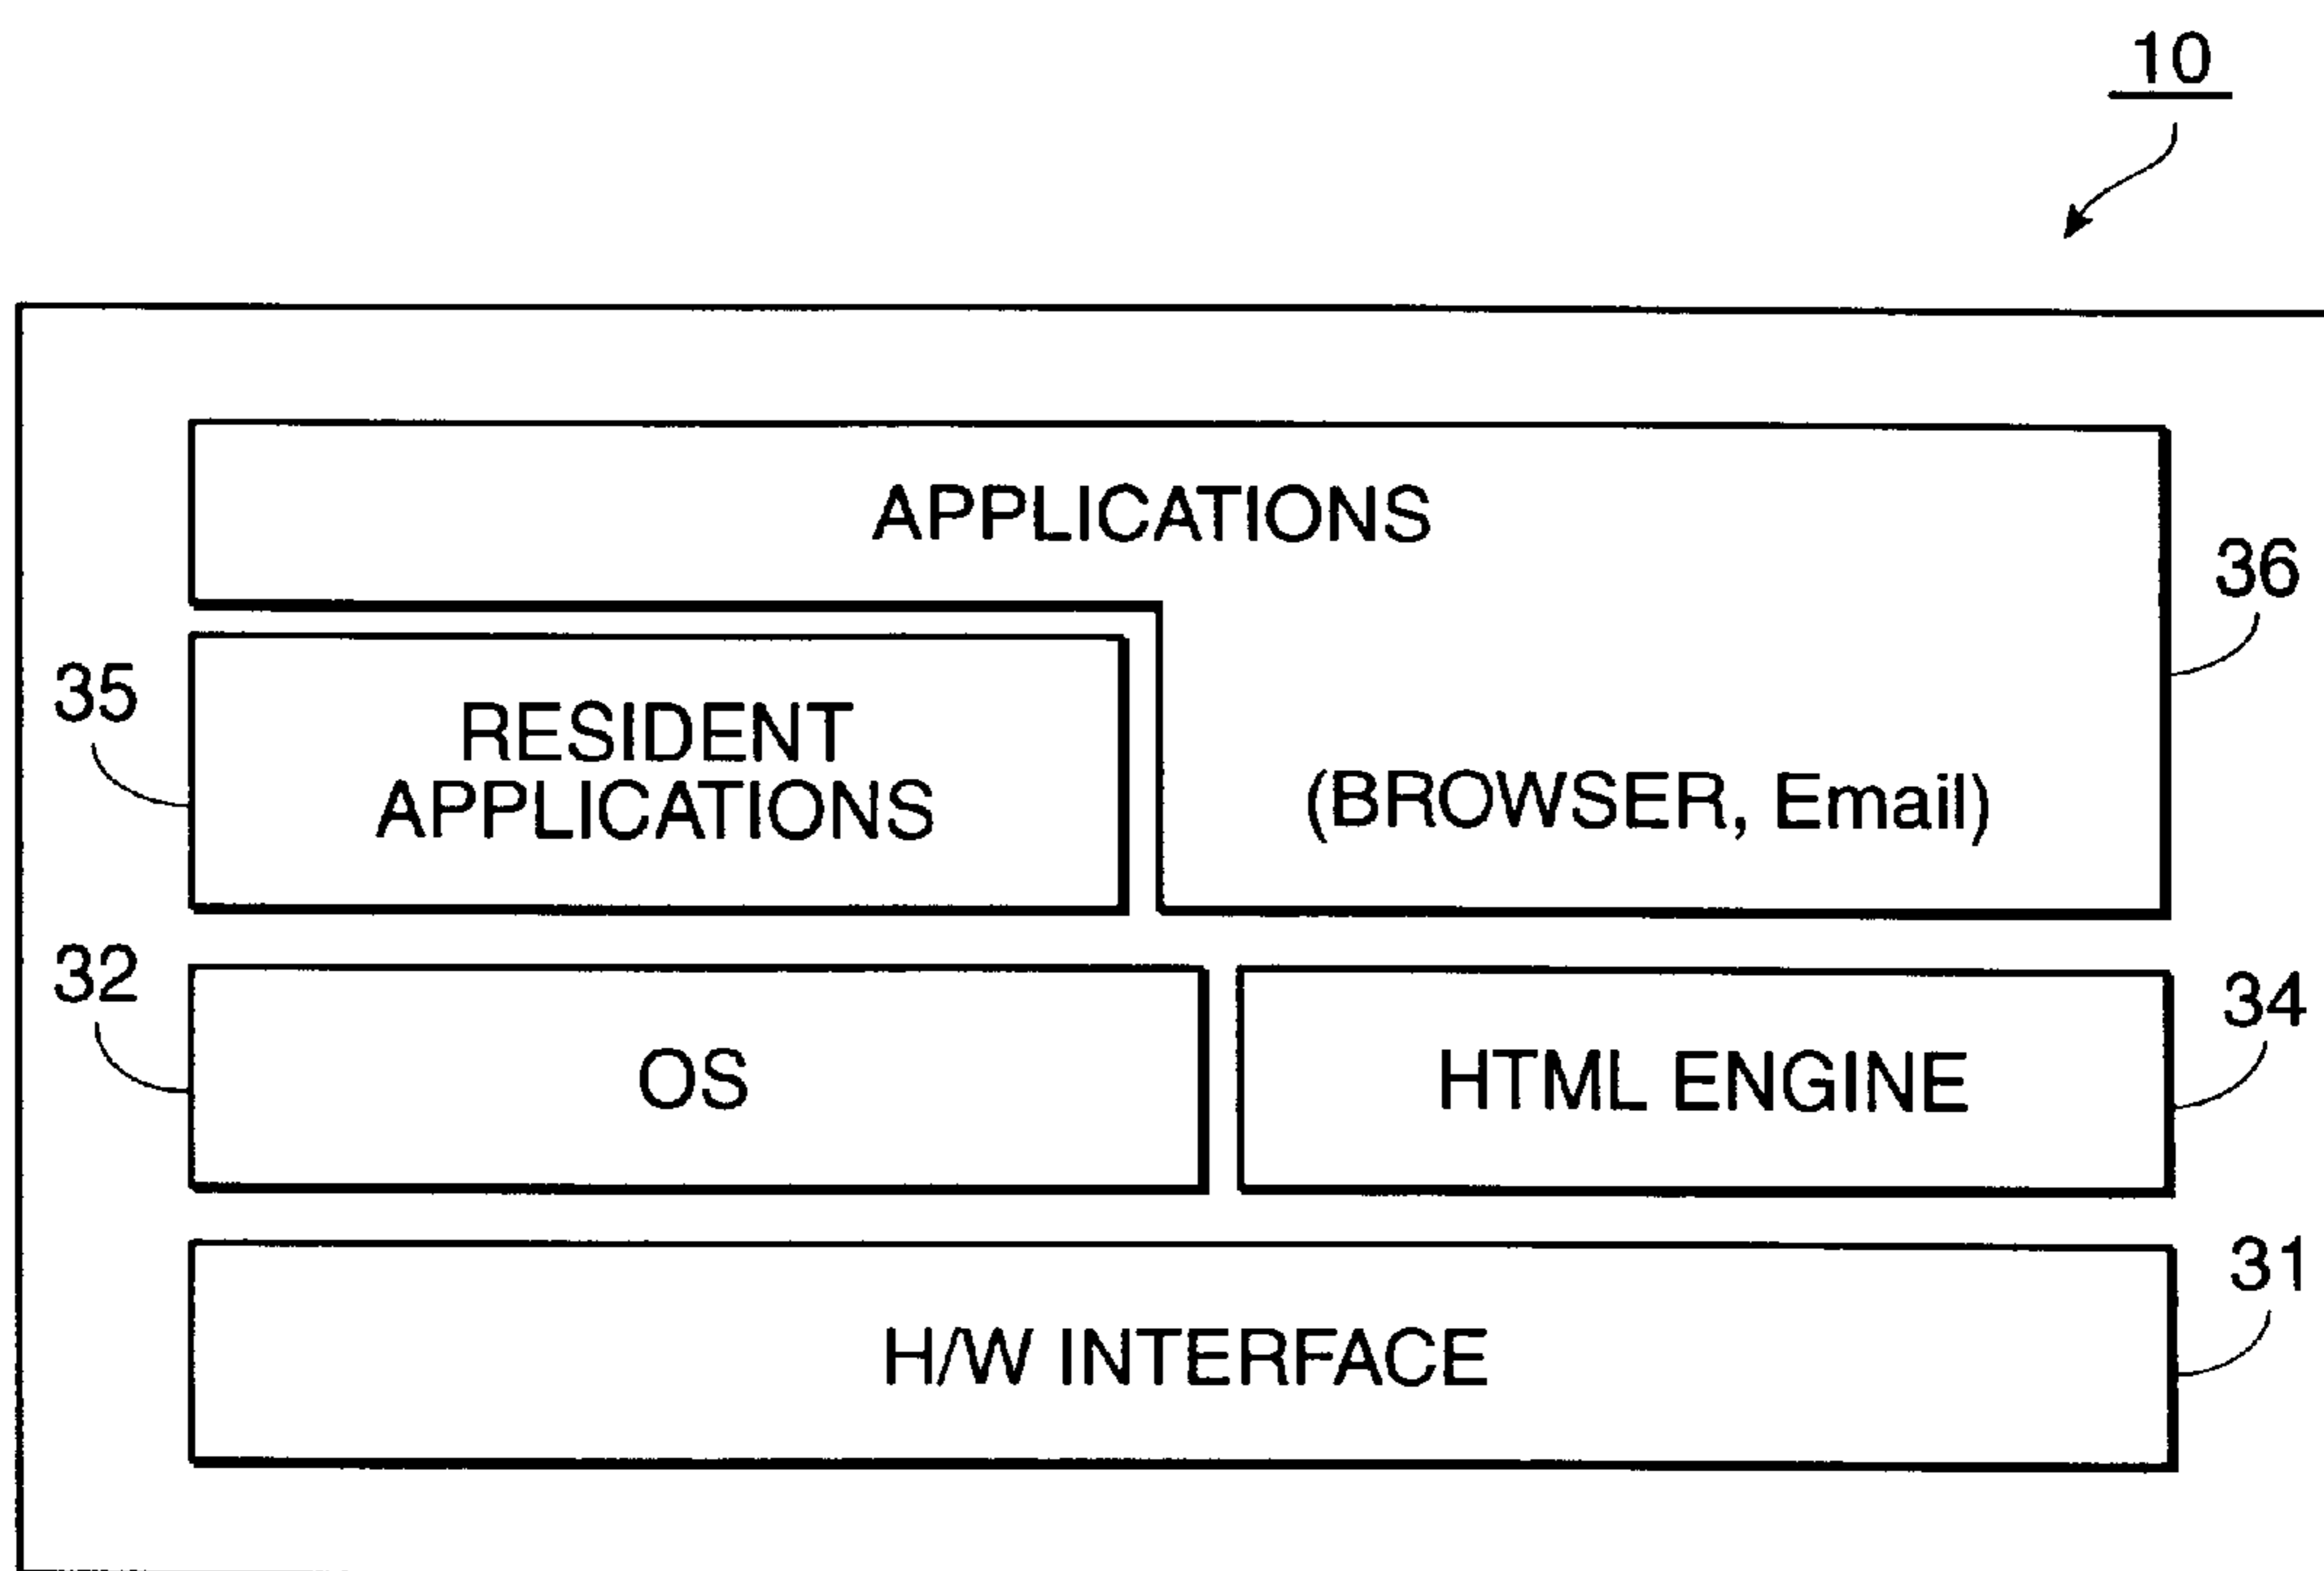 10
APPLICATIONS
36
35
RESIDENT
APPLICATIONS
(BROWSER, Email)
32
OS
HTML ENGINE
34
H/W INTERFACE
31